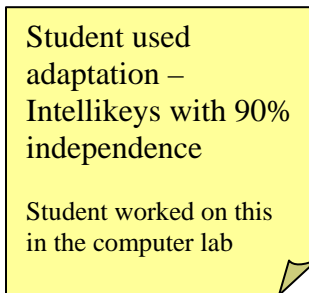 Student used
adaptation –
Intellikeys with 90%
independence
Student worked on this
in the computer lab